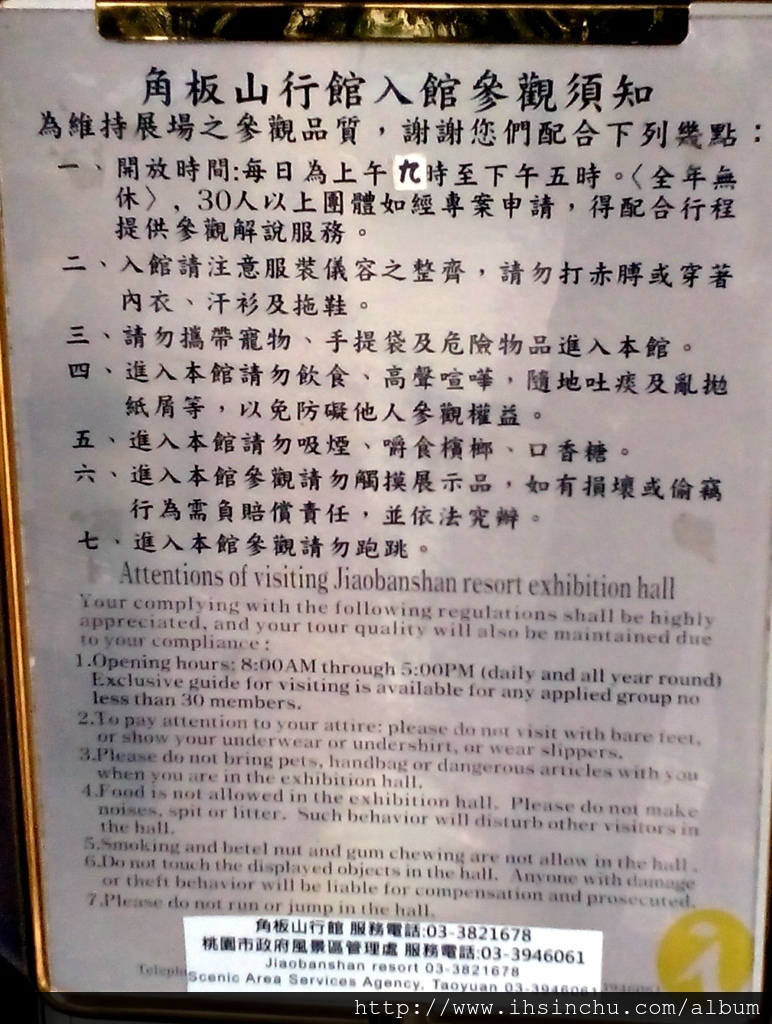 角板山行館入館參觀須知
為維持展場之參觀品質，謝謝您們配合下列幾點：
一、開放時間:每日為上午九時至下午五時。〈全年無
休〉，30人以上團體如經專案申請，得配合行程
提供參觀解說服務。
二、入館請注意服裝儀容之整齊，請勿打赤膊或穿著
內衣、汗衫及拖鞋。
三、請勿攜帶寵物、手提袋及危險物品進入本館。
四、進入本館請勿飲食、高聲喧嘩，隨地吐痰及亂拋
紙屑等，以免防礙他人參觀權益。
五、進入本館請勿吸煙、嚼食檳榔、口香糖。
六、進入本館參觀請勿觸摸展示品，如有損壞或偷竊
行為需負賠償責任，並依法究辦。
七、進入本館參觀請勿跑跳。
Attentions of visiting Jiaobanshan resort exhibition hall
Your complying with the following regulations shall be highly
appreciated, and your tour quality will also be maintained due
to your compliance:
1.Opening hours: 8:00AM through 5:00PM (daily and all year round)
Exclusive guide for visiting is available for any applied group no
less than 30 members.
2.To pay attention to your attire: please do not visit with bare feet,
or show your underwear or undershirt, or wear slippers.
3.Please do not bring pets, handbag or dangerous articles with you
when you are in the exhibition hall.
4.Food is not allowed in the exhibition hall. Please do not make
noises, spit or litter. Such behavior will disturb other visitors in
the hall.
5.Smoking and betel nut and gum chewing are not allow in the hall.
6.Do not touch the displayed objects in the hall. Anyone with damage
or theft behavior will be liable for compensation and prosecuted.
7.Please do not run or jump in the hall.
角板山行館 服務電話:03-3821678
桃園市政府風景區管理處 服務電話:03-3946061
Jiaobanshan resort 03-3821678
Scenic Area Services Agency, Taoyuan 03-3946061
http://www.ihsinchu.com/album